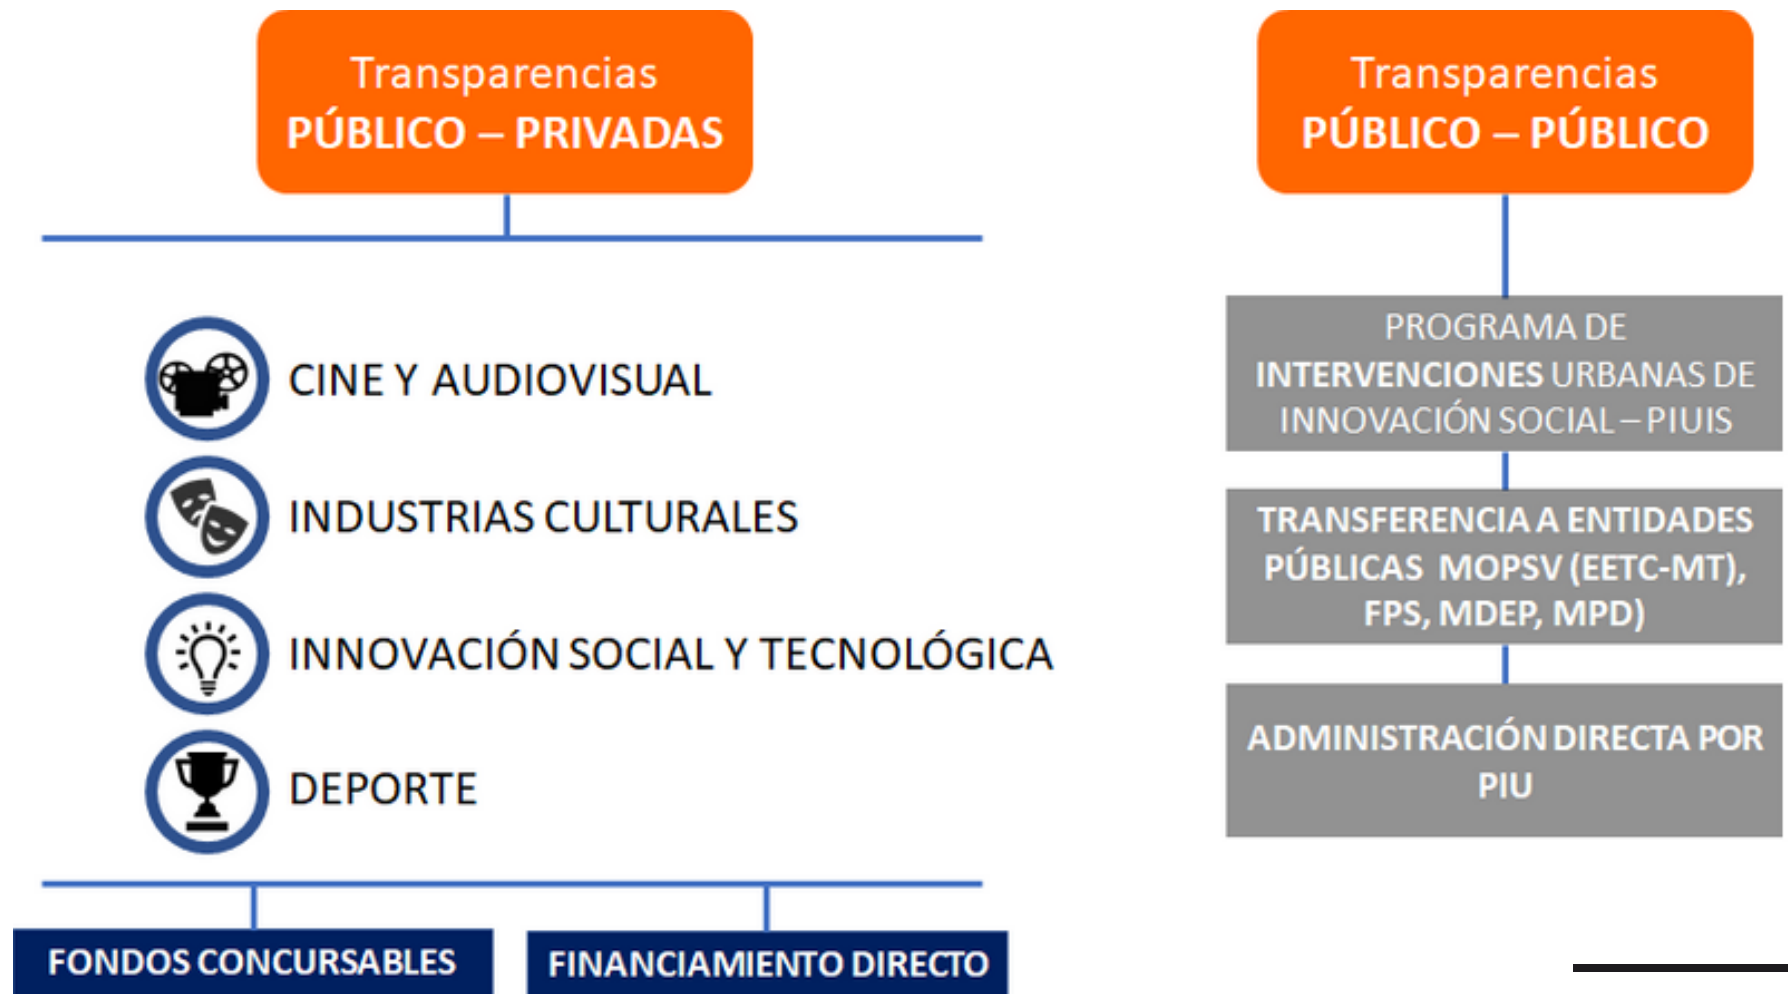 Transparencias
PÚBLICO – PRIVADAS
CINE Y AUDIOVISUAL
INDUSTRIAS CULTURALES
INNOVACIÓN SOCIAL Y TECNOLÓGICA
DEPORTE
FONDOS CONCURSABLES
FINANCIAMIENTO DIRECTO
Transparencias
PÚBLICO – PÚBLICO
PROGRAMA DE
INTERVENCIONES URBANAS DE
INNOVACIÓN SOCIAL – PIUIS
TRANSFERENCIA A ENTIDADES
PÚBLICAS MOPSV (EETC-MT),
FPS, MDEP, MPD)
ADMINISTRACIÓN DIRECTA POR
PIU